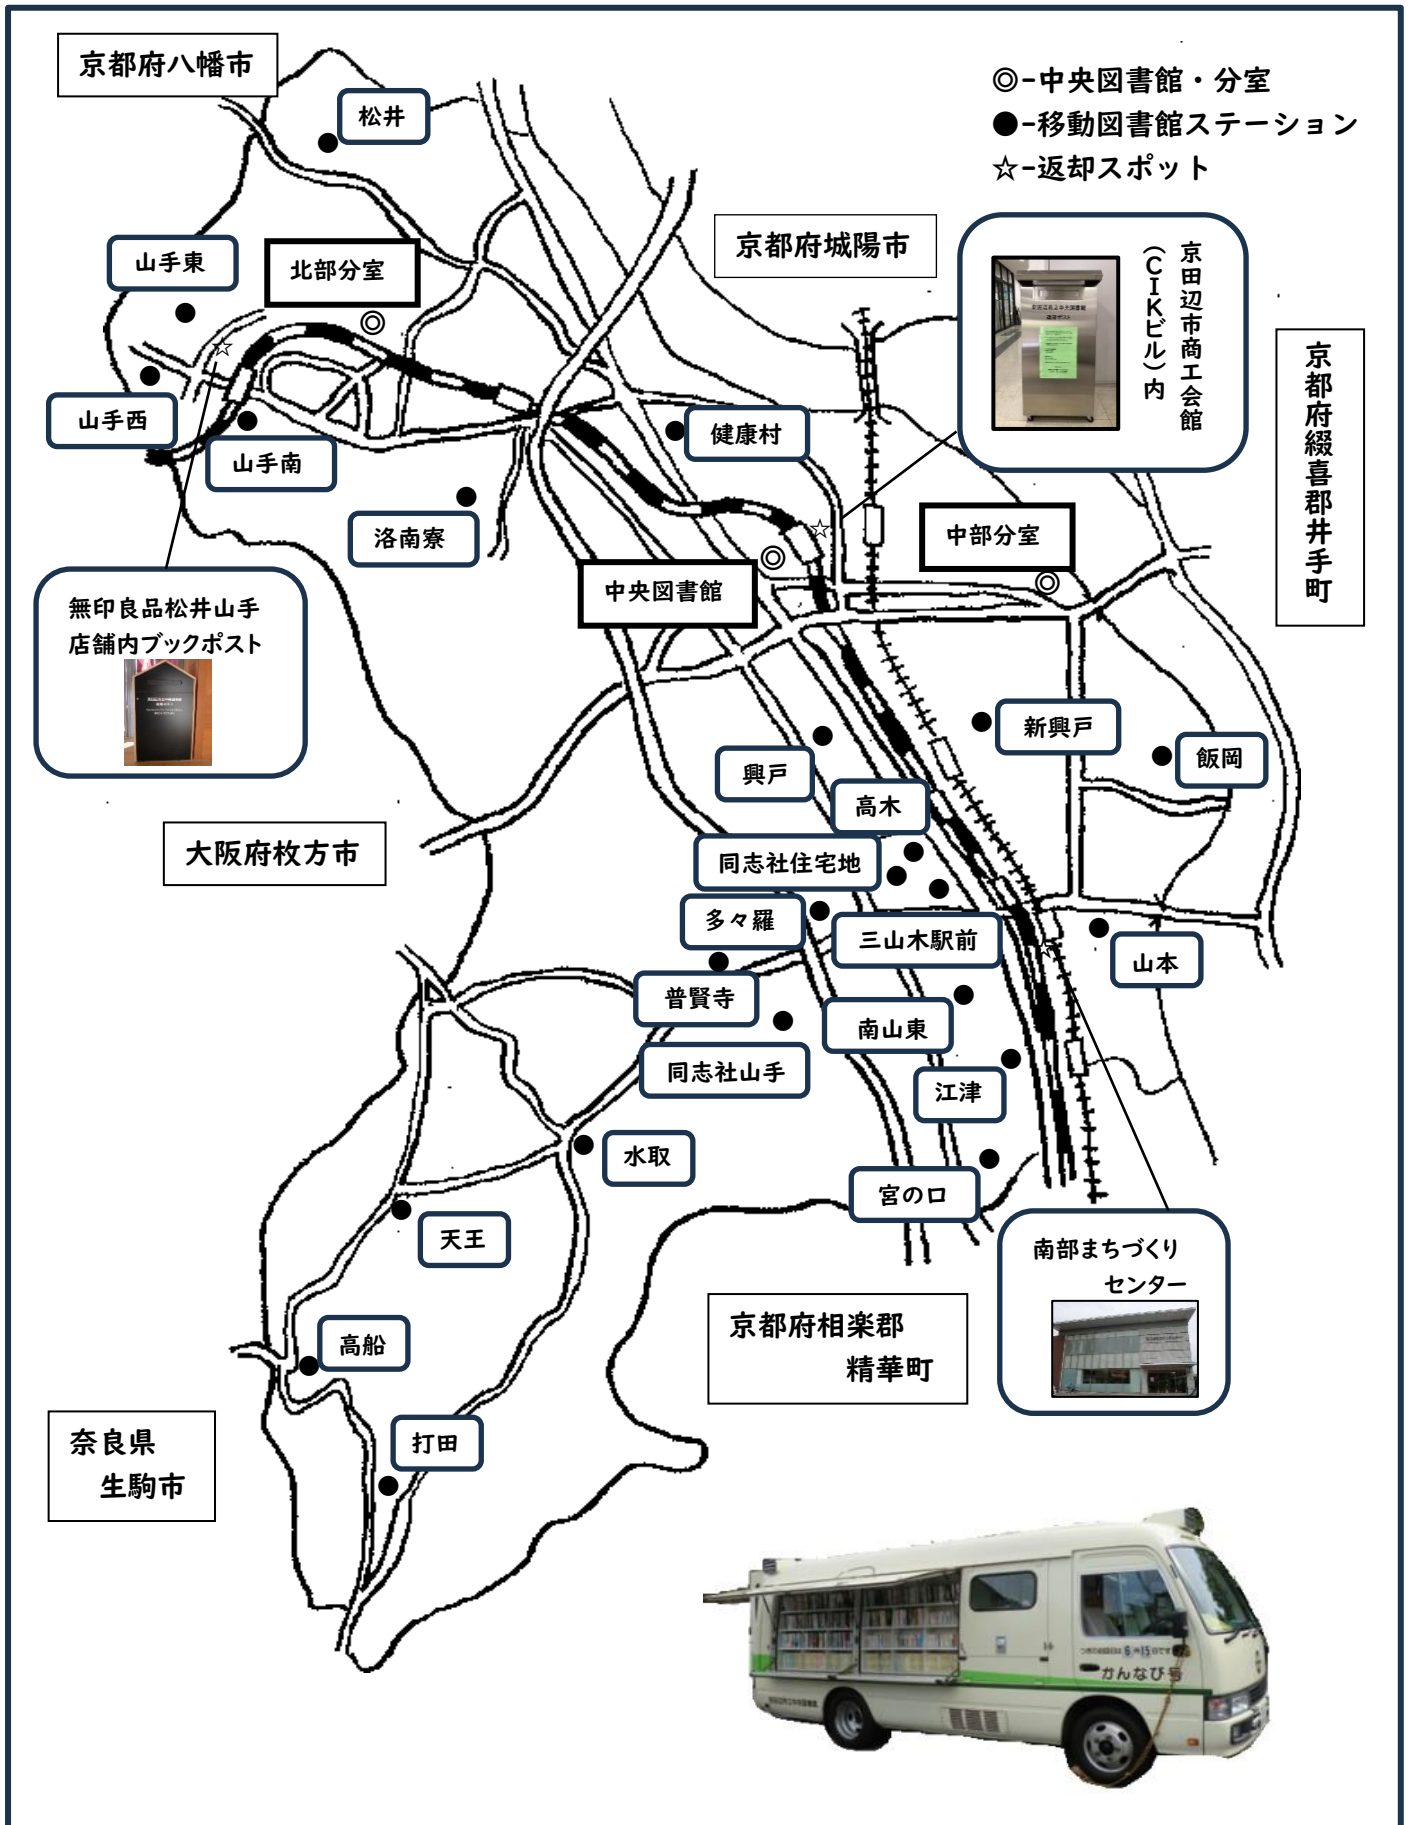 京都府八幡市
◎-中央図書館・分室
●-移動図書館ステーション
☆-返却スポット
松井
京都府城陽市
山手東
北部分室
京田辺市商工会館
（CIKビル）内
京都府綴喜郡井手町
山手西
山手南
健康村
洛南寮
中部分室
中央図書館
無印良品松井山手
店舗内ブックポスト
新興戸
飯岡
興戸
高木
大阪府枚方市
同志社住宅地
多々羅
三山木駅前
山本
普賢寺
南山東
同志社山手
江津
水取
宮の口
天王
南部まちづくり
センター
高船
京都府相楽郡
精華町
打田
奈良県
生駒市
かんなび号